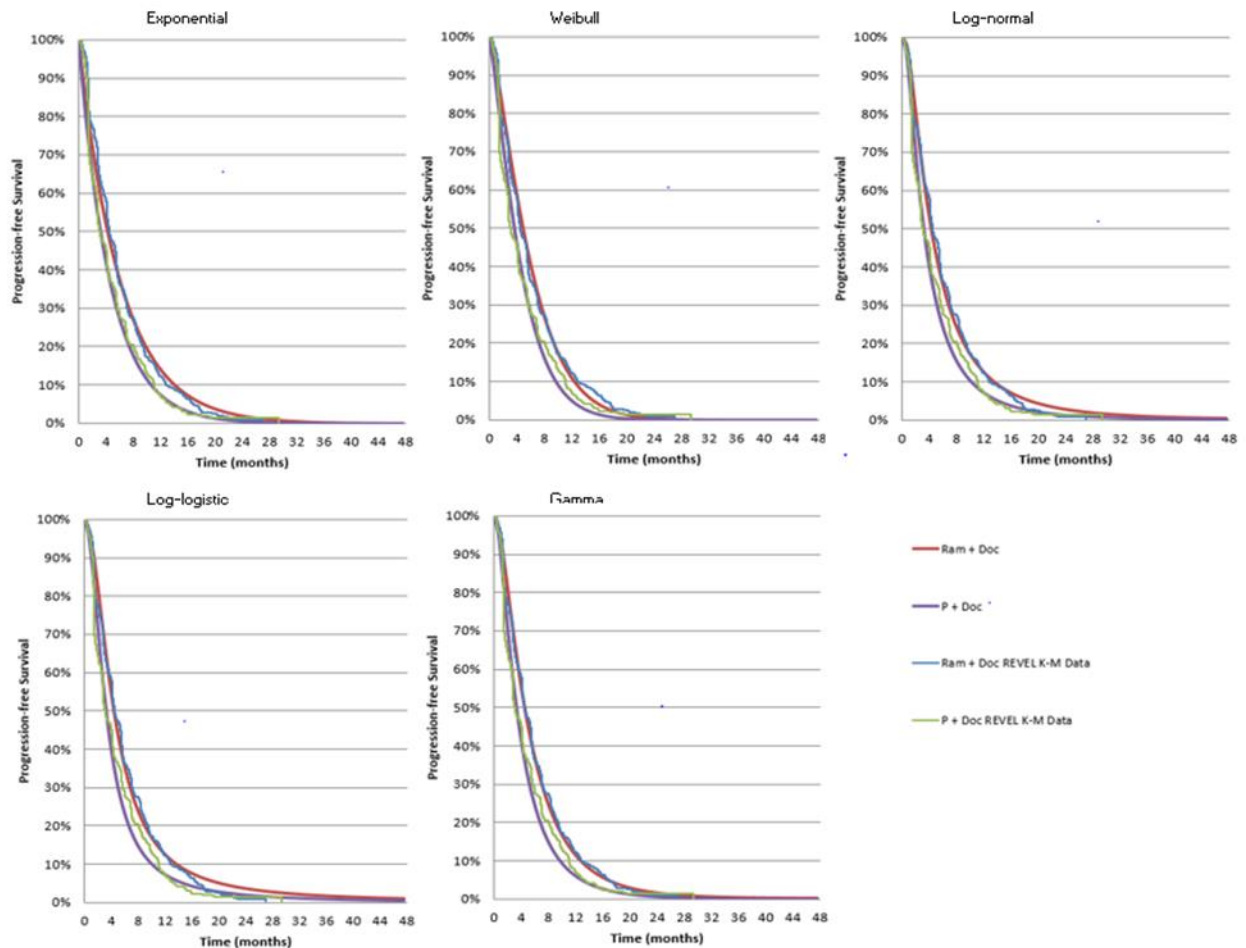 Exponential
Weibull
Log-normal
100%
90%
80%
70%
60%
50%
40%
30%
20%
10%
0%
Progression-free Survival
0 4 8 12 16 20 24 28 32 36 40 44 48
Time (months)
100%
90%
80%
70%
60%
50%
40%
30%
20%
10%
0%
Progression-free Survival
0 4 8 12 16 20 24 28 32 36 40 44 48
Time (months)
100%
90%
80%
70%
60%
50%
40%
30%
20%
10%
0%
Progression-free Survival
0 4 8 12 16 20 24 28 32 36 40 44 48
Time (months)
Log-logistic
Gamma
100%
90%
80%
70%
60%
50%
40%
30%
20%
10%
0%
Progression-free Survival
0 4 8 12 16 20 24 28 32 36 40 44 48
Time (months)
100%
90%
80%
70%
60%
50%
40%
30%
20%
10%
0%
Progression-free Survival
0 4 8 12 16 20 24 28 32 36 40 44 48
Time (months)
Ram + Doc
P + Doc
Ram + Doc REVEL K-M Data
P + Doc REVEL K-M Data